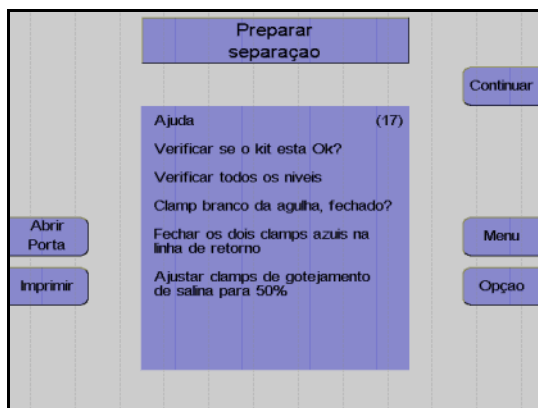 Preparar
separaçao
Continuar
Ajuda (17)
Verificar se o kit esta Ok?
Verificar todos os niveis
Clamp branco da agulha, fechado?
Fechar os dois clamps azuis na
linha de retorno
Ajustar clamps de gotejamento
de salina para 50%
Abrir
Porta
Imprimir
Menu
Opçao